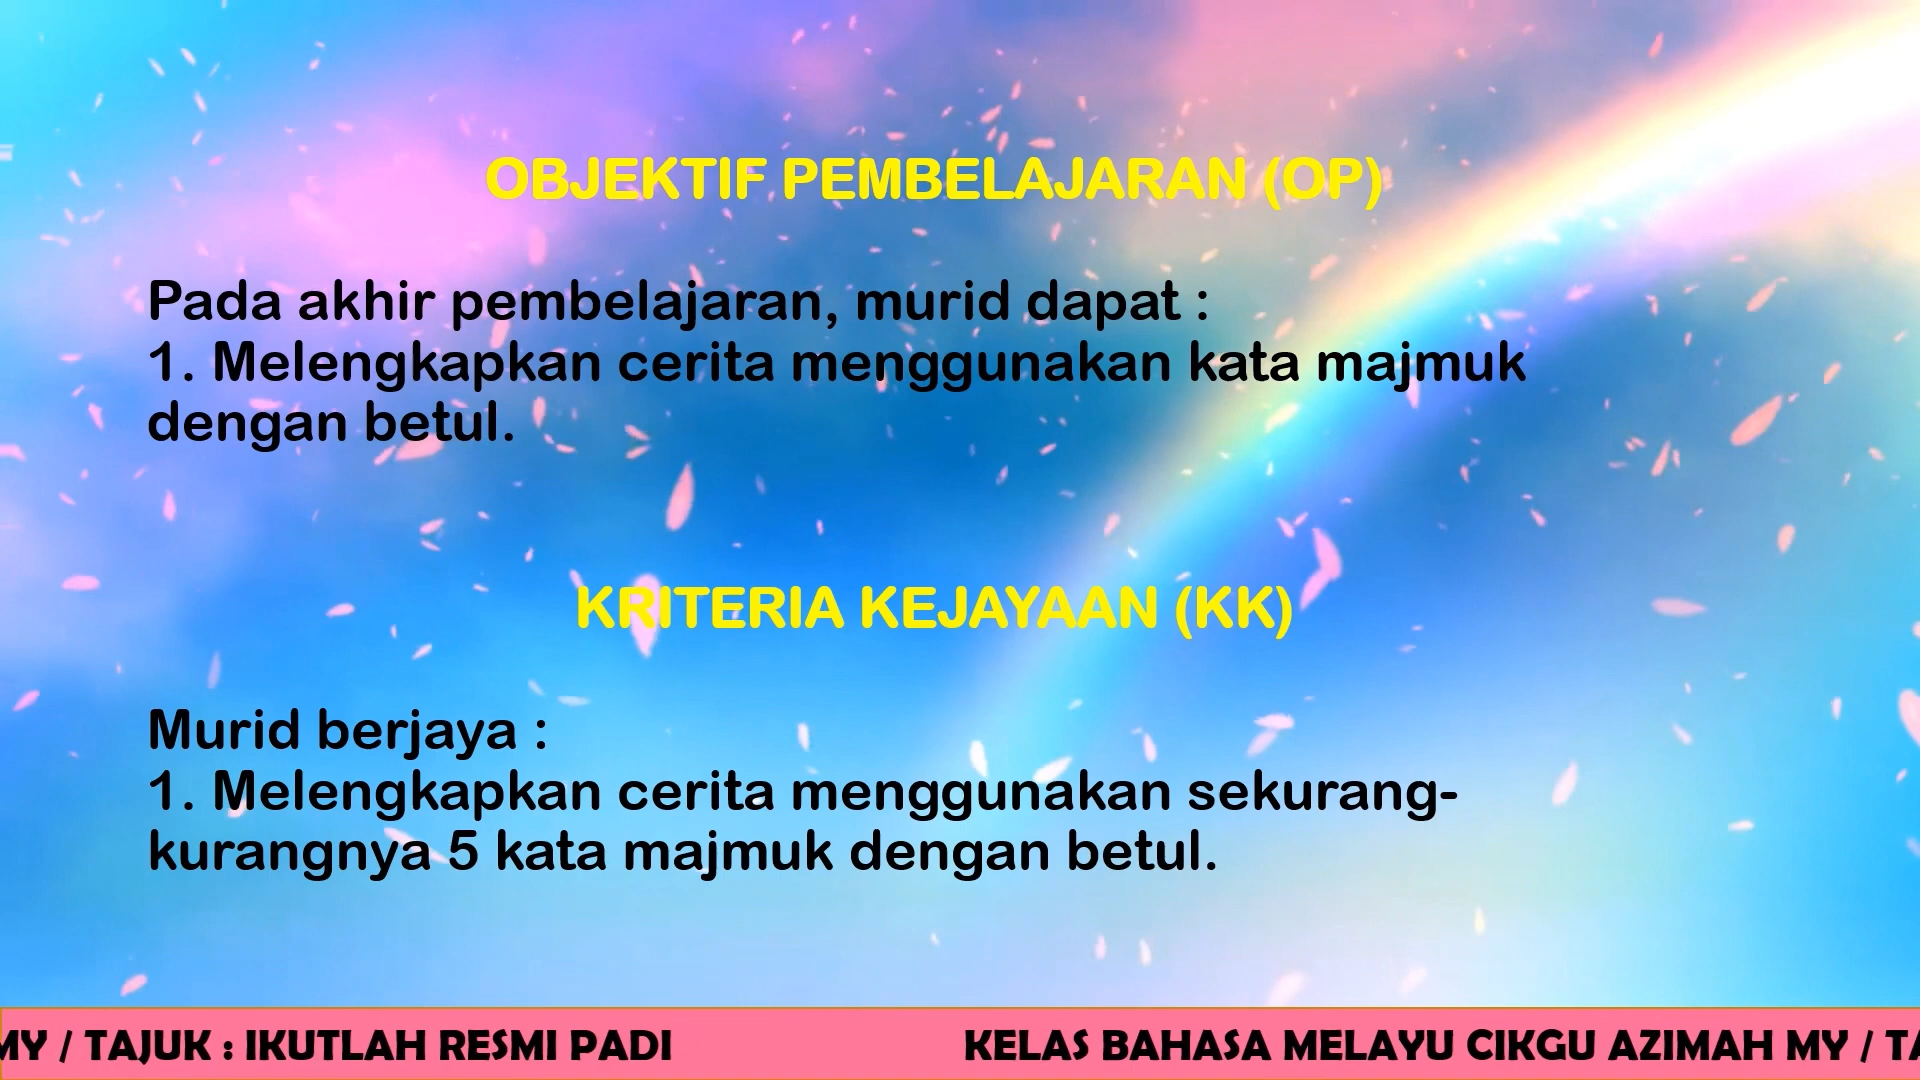 OBJEKTIF PEMBELAJARAN (OP)
Pada akhir pembelajaran, murid dapat :
1. Melengkapkan cerita menggunakan kata majmuk
dengan betul.
KRITERIA KEJAYAAN (KK)
Murid berjaya :
1. Melengkapkan cerita menggunakan sekurang-
kurangnya 5 kata majmuk dengan betul.
MY / TAJUK : IKUTLAH RESMI PADI KELAS BAHASA MELAYU CIKGU AZIMAH MY / TA